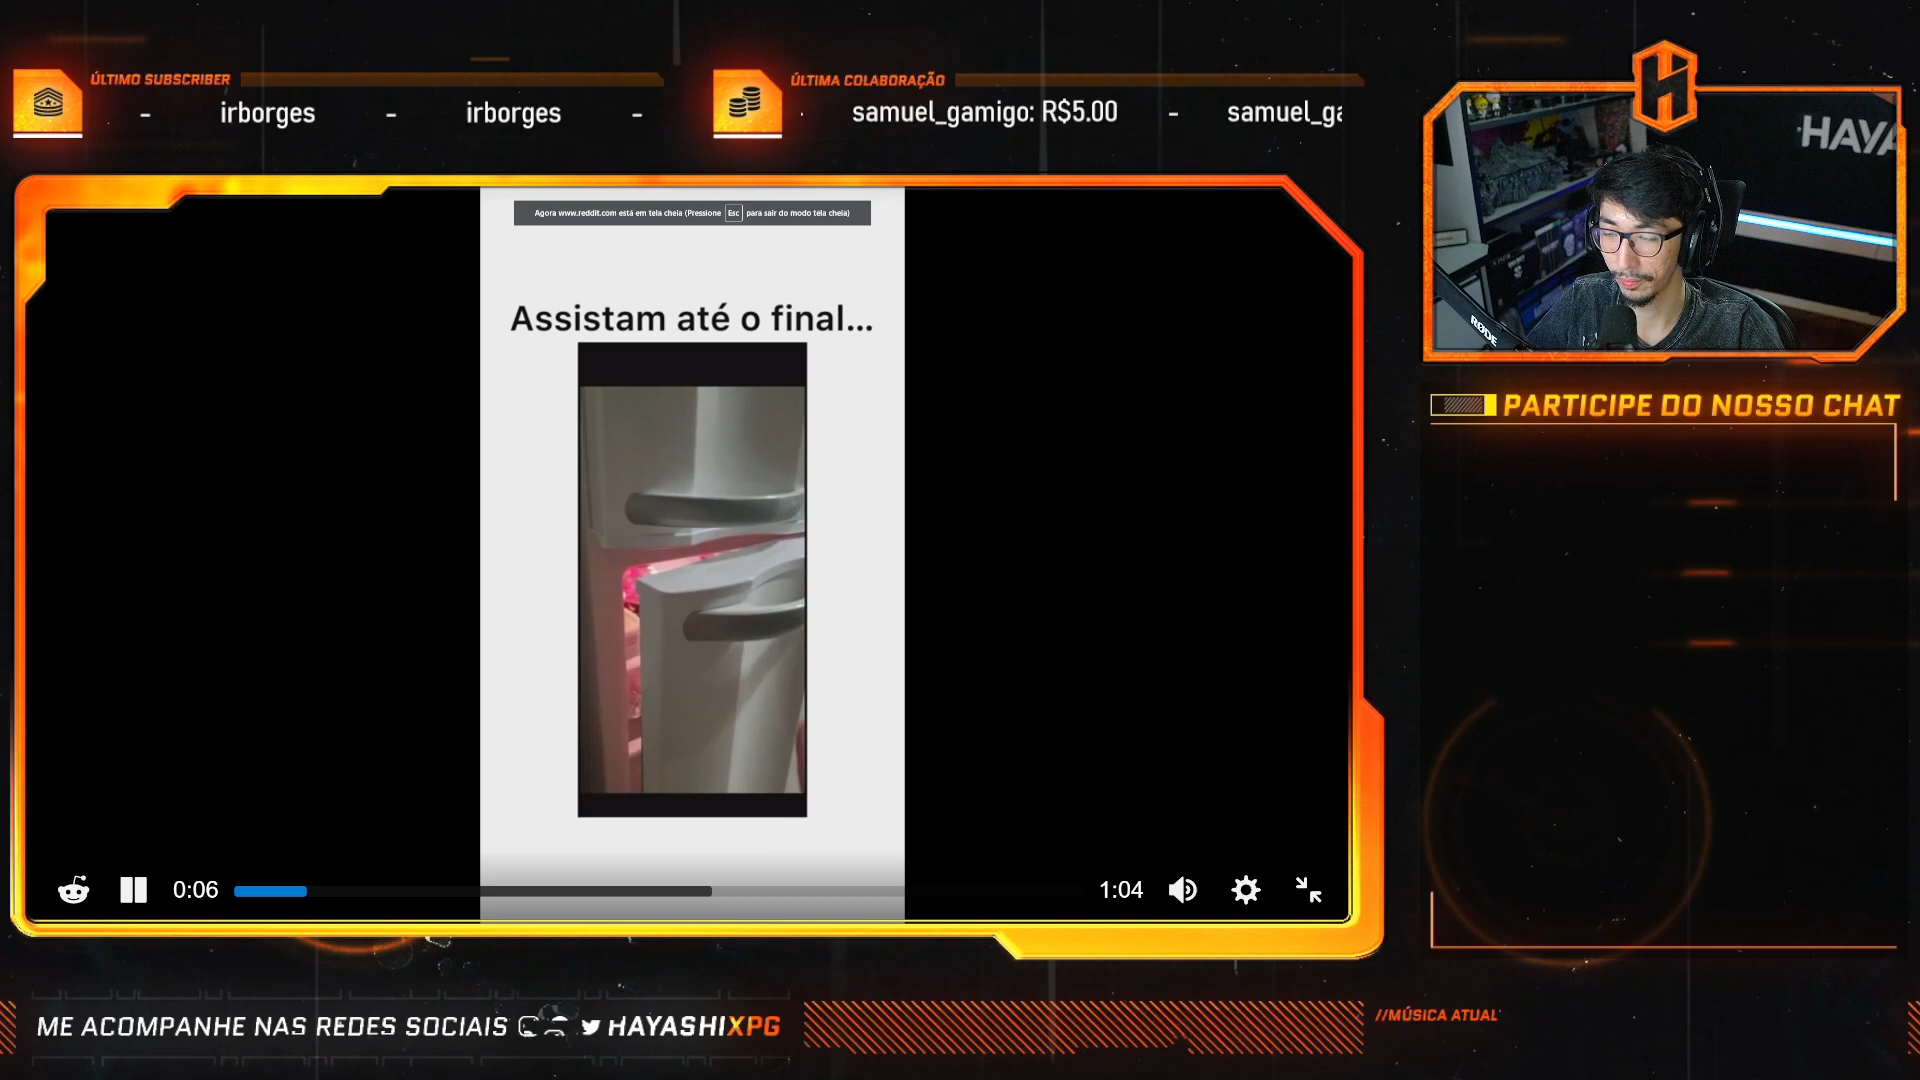 ÚLTIMO SUBSCRIBER
- irborges - irborges -
ÚLTIMA COLABORAÇÃO
samuel_gamigo: R$5.00 - samuel_ga
HAYA
RØDE
Agora www.reddit.com está em tela cheia (Pressione Esc para sair do modo tela cheia)
Assistam até o final...
PARTICIPE DO NOSSO CHAT
0:06
1:04
ME ACOMPANHE NAS REDES SOCIAIS HAYASHIXPG
//MÚSICA ATUAL